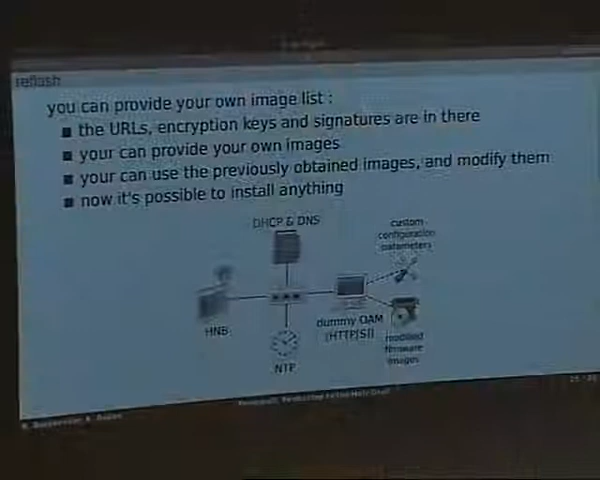 reflash
you can provide your own image list :
the URLs, encryption keys and signatures are in there
your can provide your own images
your can use the previously obtained images, and modify them
now it's possible to install anything
DHCP & DNS
custom
configuration
parameters
HNB
dummy OAM
(HTTP[S])
modified
firmware
images
NTP